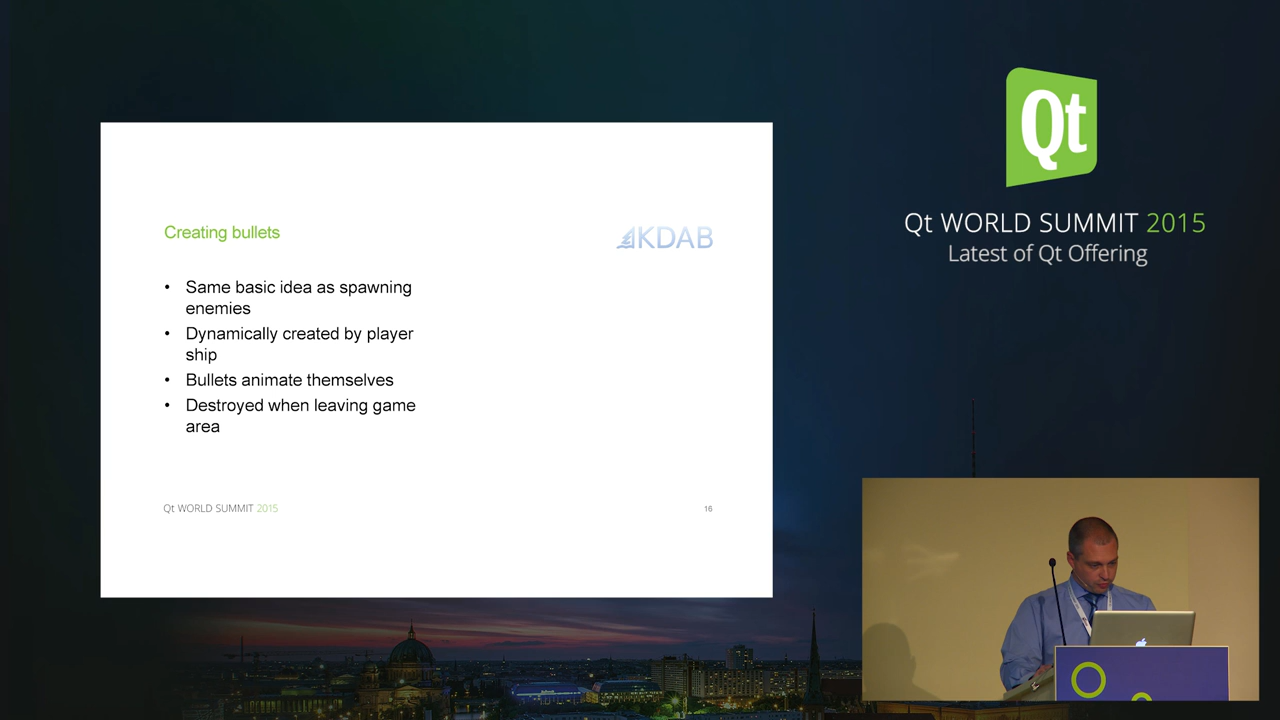 Creating bullets
KDAB
• Same basic idea as spawning
enemies
• Dynamically created by player
ship
• Bullets animate themselves
• Destroyed when leaving game
area
Qt WORLD SUMMIT 2015
16
Qt
Qt WORLD SUMMIT 2015
Latest of Qt Offering